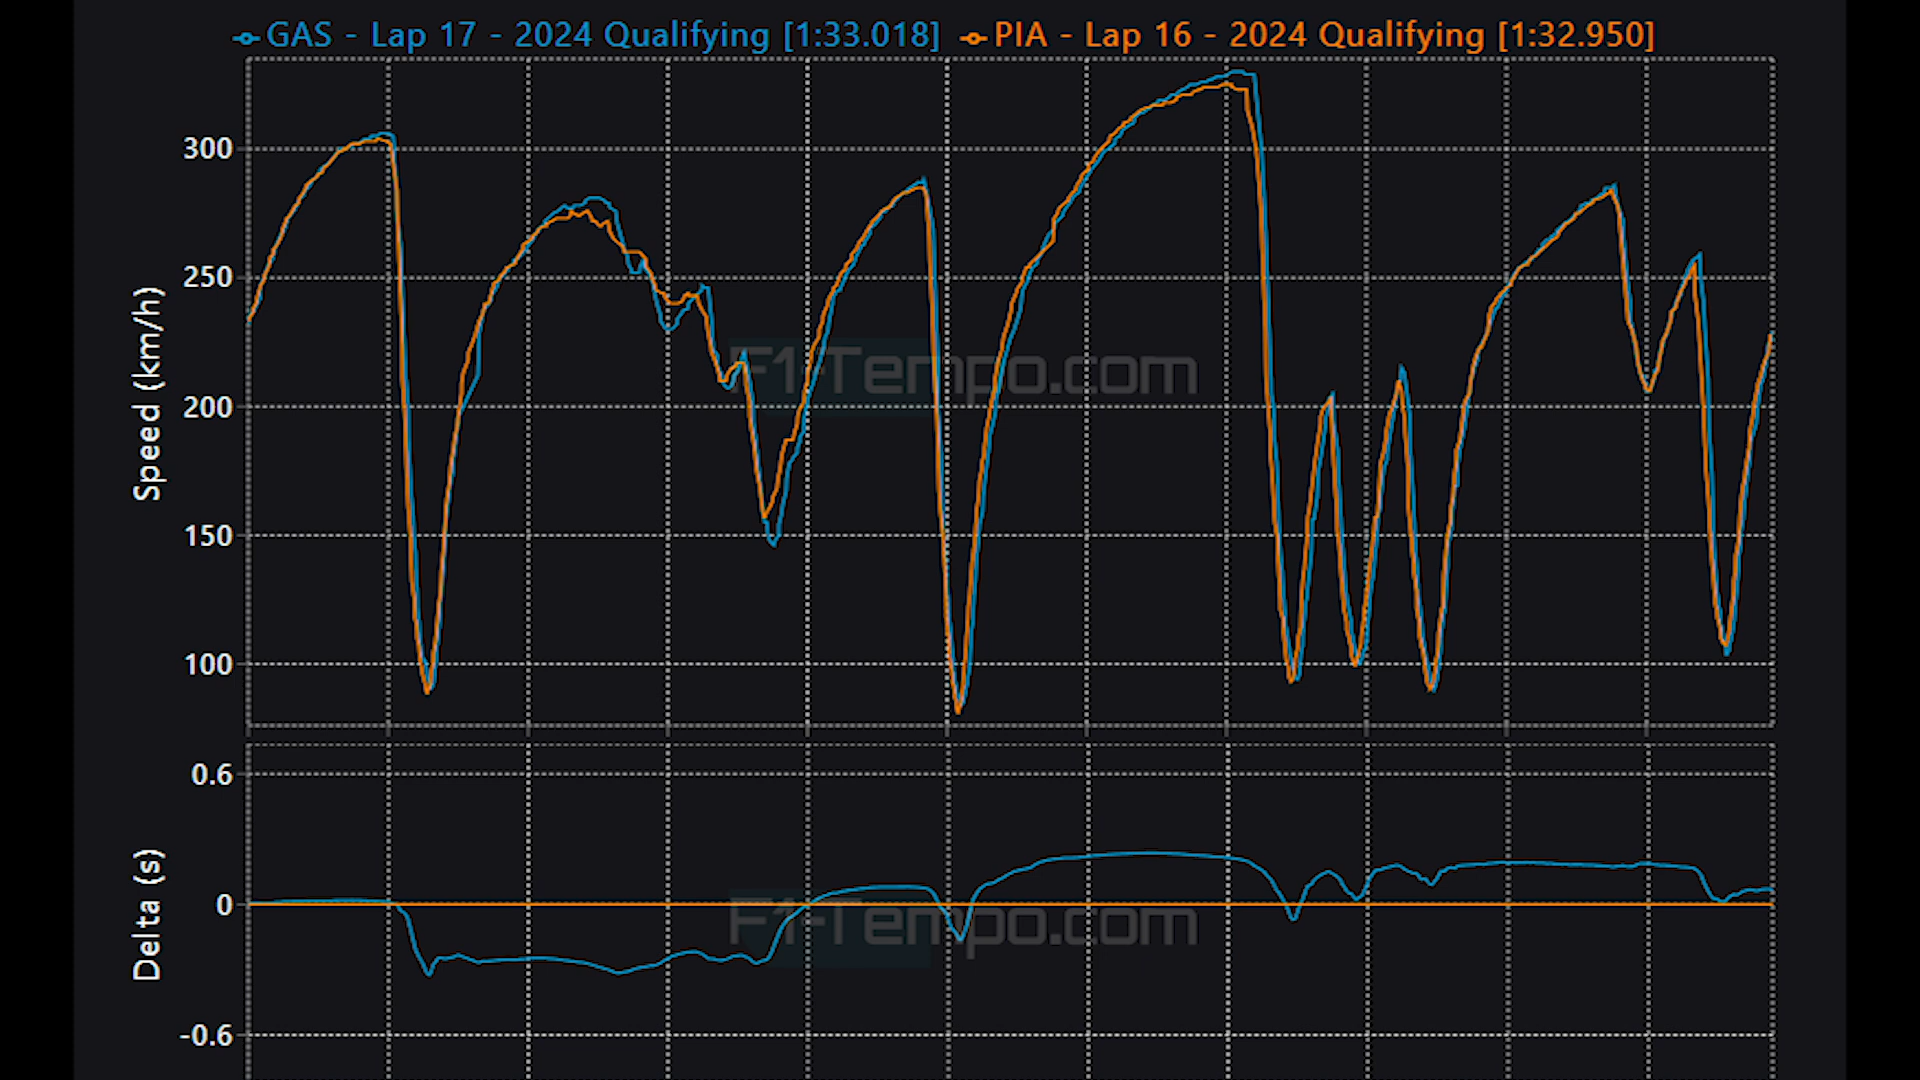 GAS - Lap 17 - 2024 Qualifying [1:33.018] PIA - Lap 16 - 2024 Qualifying [1:32.950]
300
250
200
150
100
Speed (km/h)
F1-Tempo.com
0.6
0
-0.6
Delta (s)
F1-Tempo.com